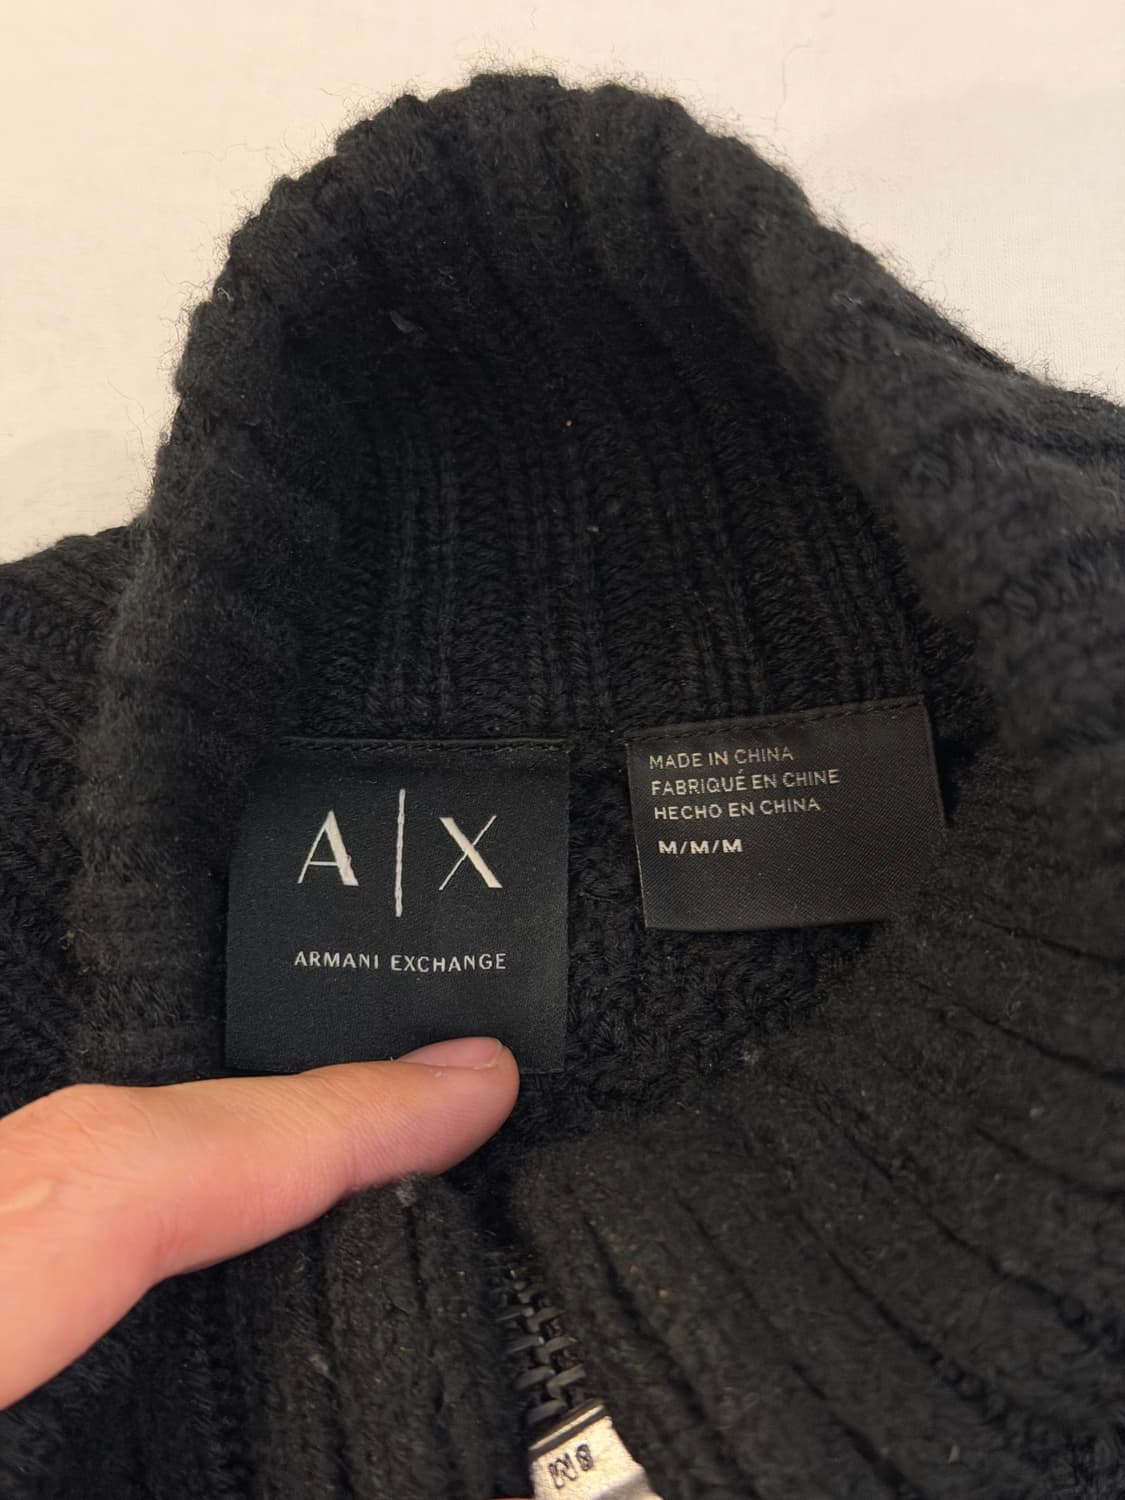 A|X
ARMANI EXCHANGE
MADE IN CHINA
FABRIQUÉ EN CHINE
HECHO EN CHINA
M/M/M